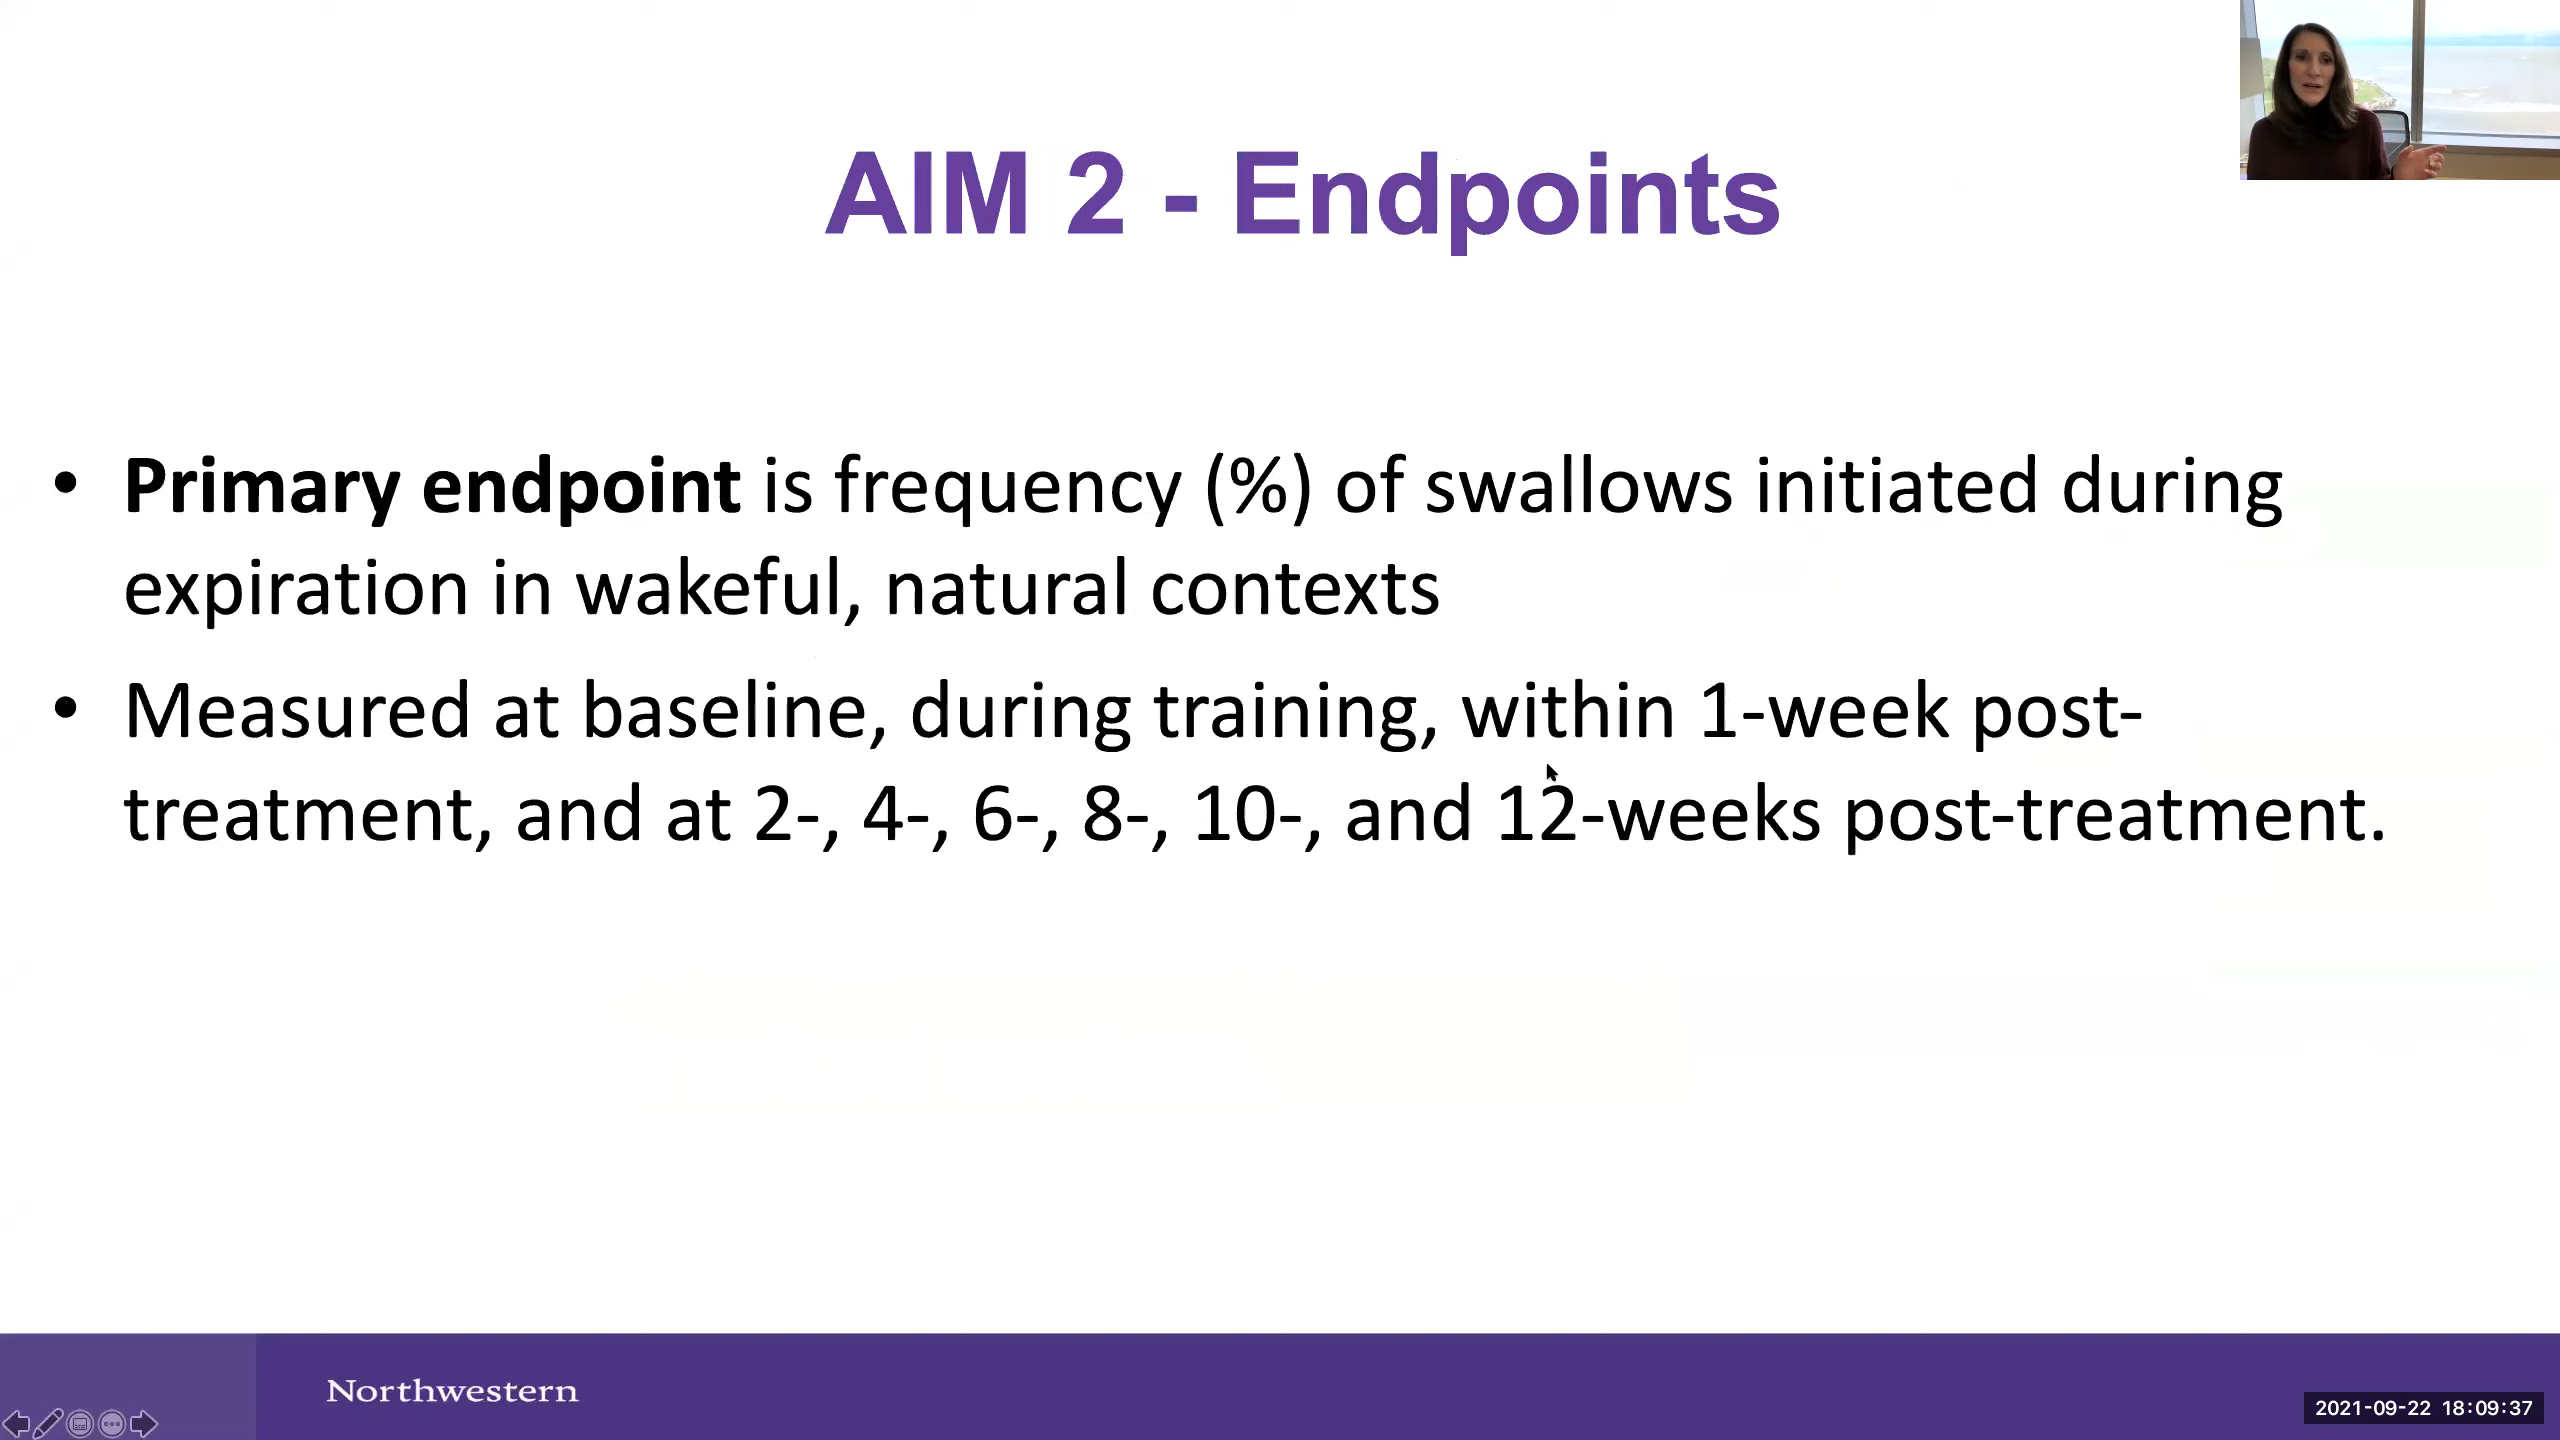 AIM 2 - Endpoints
• Primary endpoint is frequency (%) of swallows initiated during
expiration in wakeful, natural contexts
• Measured at baseline, during training, within 1-week post-
treatment, and at 2-, 4-, 6-, 8-, 10-, and 12-weeks post-treatment.
Northwestern
2021-09-22 18:09:37